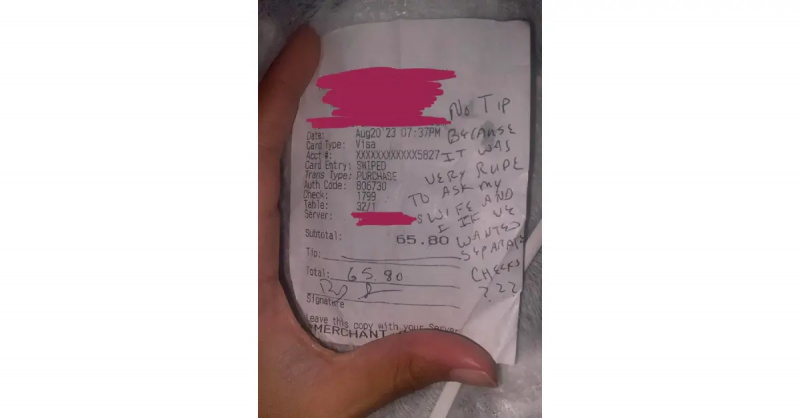 Date: Aug20'23 07:37PM
Card Type: Visa
Acct #: XXXXXXXXXXXX5827
Card Entry: SWIPED
Trans Type: PURCHASE
Auth Code: B06730
Check: 1799
Table: 32/1
Server: S
Subtotal: 65.80
Tip:
Total: 65.80
Signature
Leave this copy with your Server
MERCHANT
No TIP
BECAUSE
IT WAS
VERY RUDE
TO ASK MY
WIFE AND
I IF WE
WANTED
SEPARATE
CHECKS
???